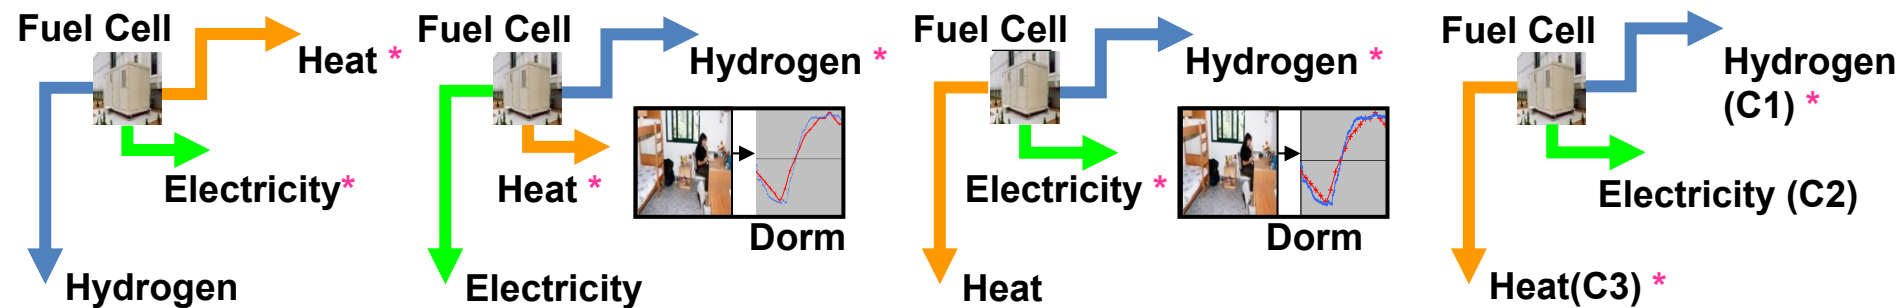 Fuel Cell
Heat *
Electricity*
Hydrogen
Fuel Cell
Hydrogen *
Heat *
Dorm
Electricity
Fuel Cell
Hydrogen *
Electricity *
Dorm
Heat
Fuel Cell
Hydrogen
(C1) *
Electricity (C2)
Heat(C3) *